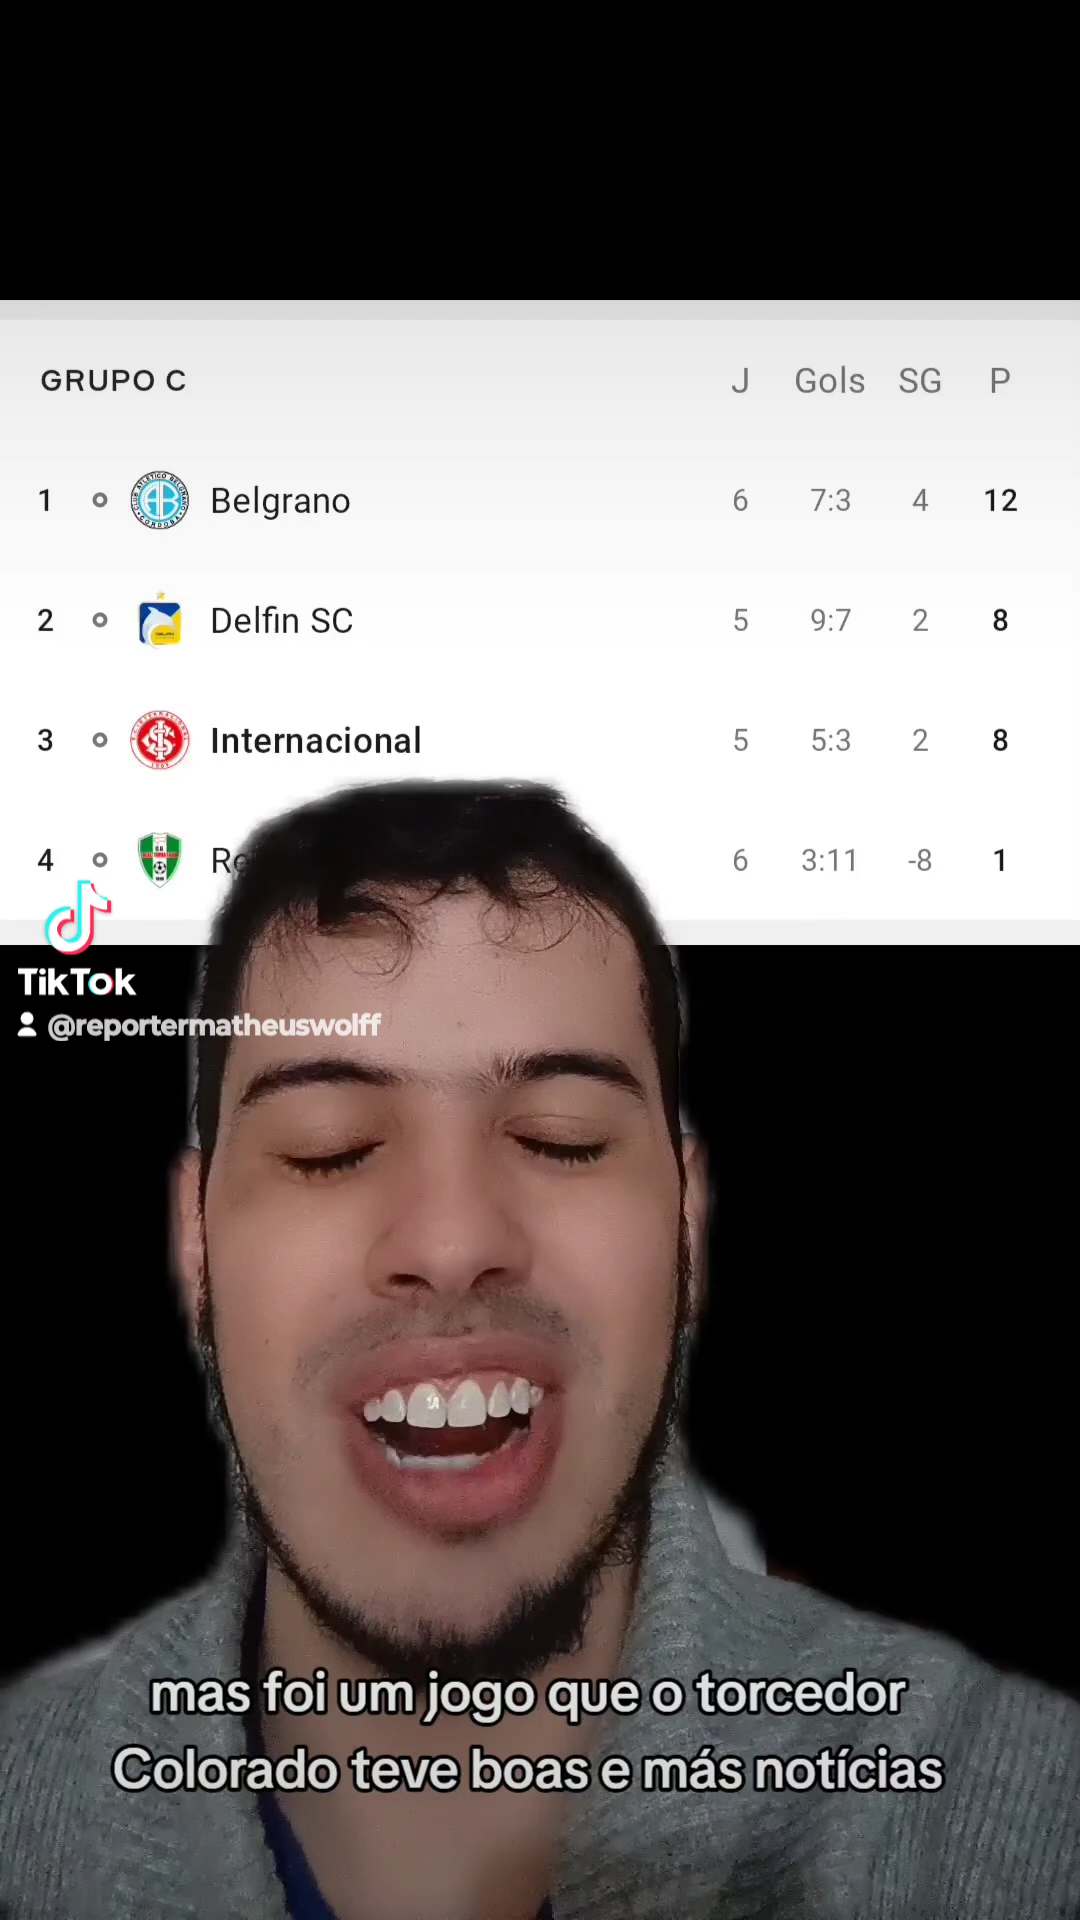 GRUPO C J Gols SG P
1 Belgrano 6 7:3 4 12
2 Delfin SC 5 9:7 2 8
3 Internacional 5 5:3 2 8
4 Re 6 3:11 -8 1
TikTok
@reportermatheuswolff
mas foi um jogo que o torcedor
Colorado teve boas e más notícias